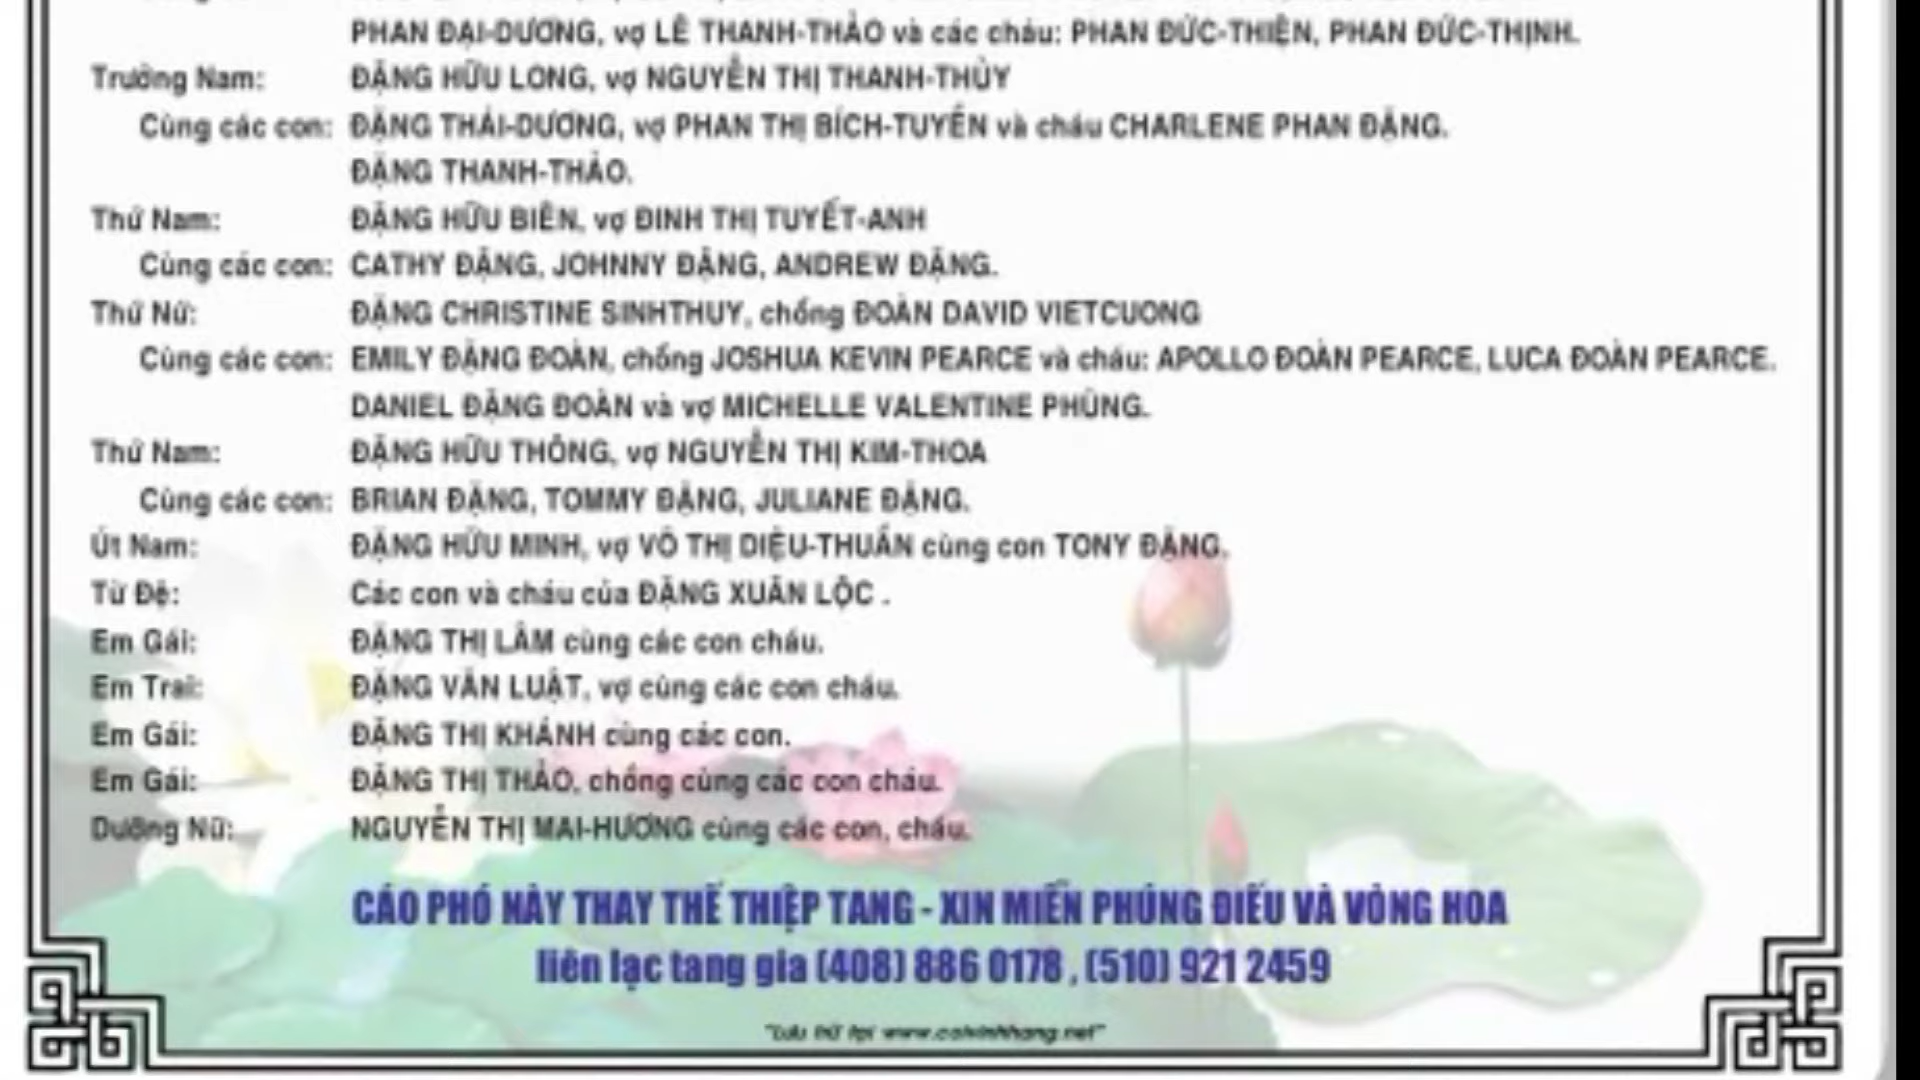 PHAN ĐẠI-DƯƠNG, vợ LÊ THANH-THẢO và các cháu: PHAN ĐỨC-THIỆN, PHAN ĐỨC-THỊNH.
Trưởng Nam: ĐẶNG HỮU LONG, vợ NGUYỄN THỊ THANH-THỦY
Cùng các con: ĐẶNG THÁI-DƯƠNG, vợ PHAN THỊ BÍCH-TUYỀN và cháu CHARLENE PHAN ĐẶNG.
ĐẶNG THANH-THẢO.
Thứ Nam: ĐẶNG HỮU BIÊN, vợ ĐINH THỊ TUYẾT-ANH
Cùng các con: CATHY ĐẶNG, JOHNNY ĐẶNG, ANDREW ĐẶNG.
Thứ Nữ: ĐẶNG CHRISTINE SINHTHUY, chồng ĐOÀN DAVID VIETCUONG
Cùng các con: EMILY ĐẶNG ĐOÀN, chồng JOSHUA KEVIN PEARCE và cháu: APOLLO ĐOÀN PEARCE, LUCA ĐOÀN PEARCE.
DANIEL ĐẶNG ĐOÀN và vợ MICHELLE VALENTINE PHÙNG.
Thứ Nam: ĐẶNG HỮU THÔNG, vợ NGUYỄN THỊ KIM-THOA
Cùng các con: BRIAN ĐẶNG, TOMMY ĐẶNG, JULIANE ĐẶNG.
Út Nam: ĐẶNG HỮU MINH, vợ VÕ THỊ DIỆU-THUẦN cùng con TONY ĐẶNG.
Từ Đệ: Các con và cháu của ĐẶNG XUÂN LỘC .
Em Gái: ĐẶNG THỊ LÂM cùng các con cháu.
Em Trai: ĐẶNG VĂN LUẬT, vợ cùng các con cháu.
Em Gái: ĐẶNG THỊ KHÁNH cùng các con.
Em Gái: ĐẶNG THỊ THẢO, chồng cùng các con cháu.
Dưỡng Nữ: NGUYỄN THỊ MAI-HƯƠNG cùng các con, cháu.
CÁO PHÓ NÀY THAY THẾ THIỆP TANG - XIN MIỄN PHÚNG ĐIẾU VÀ VÒNG HOA
liên lạc tang gia (408) 886 0178 , (510) 921 2459
"Lưu trữ tại